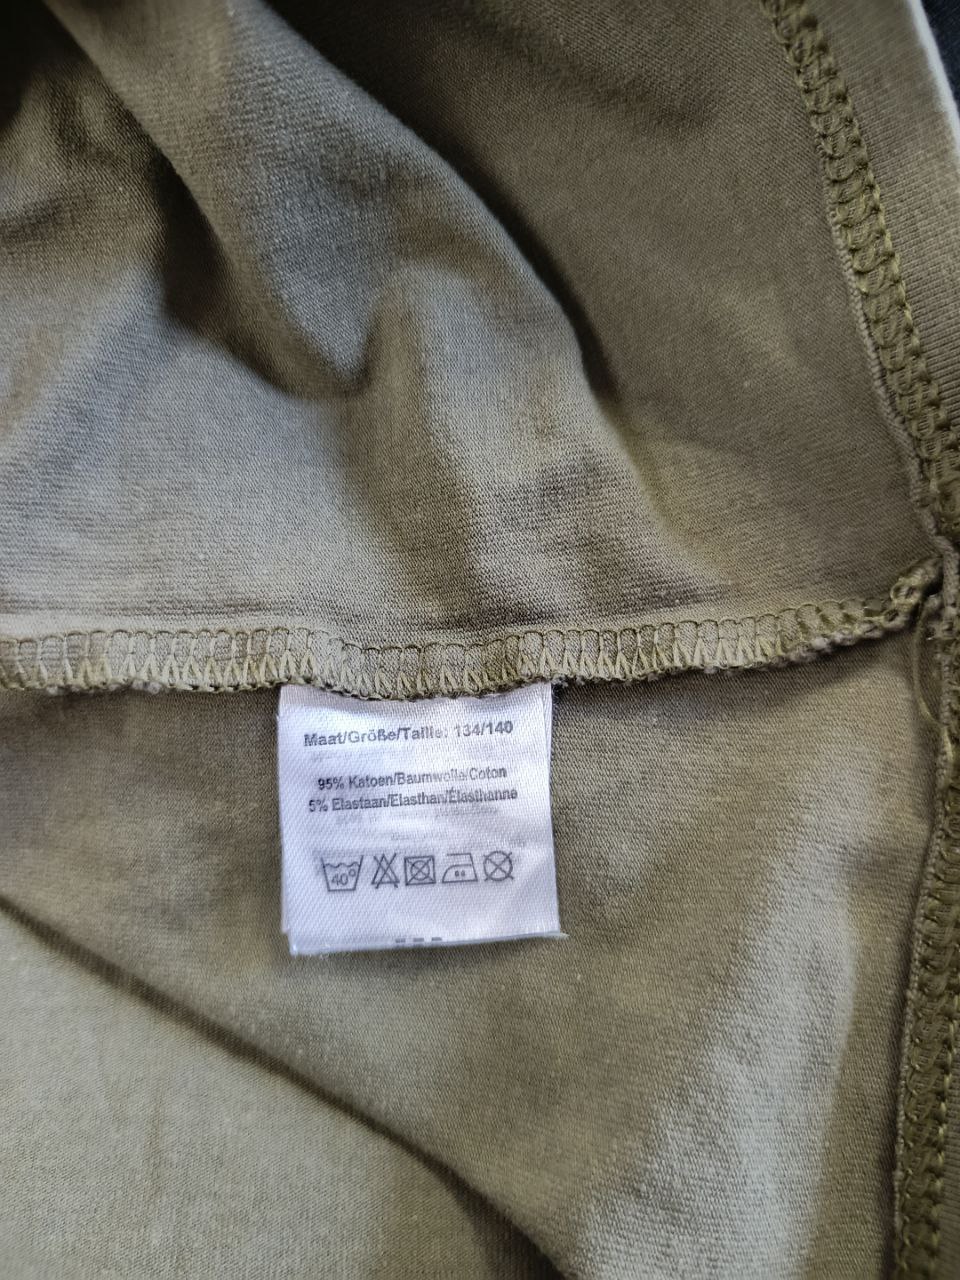 Maat/Größe/Taille: 134/140
95% Katoen/Baumwolle/Coton
5% Elastaan/Elasthan/Élasthanne
40°